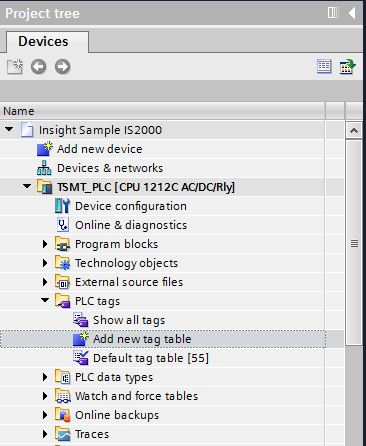 Project tree
Devices
Name
Insight Sample IS2000
Add new device
Devices & networks
TSMT_PLC [CPU 1212C AC/DC/Rly]
Device configuration
Online & diagnostics
Program blocks
Technology objects
External source files
PLC tags
Show all tags
Add new tag table
Default tag table [55]
PLC data types
Watch and force tables
Online backups
Traces